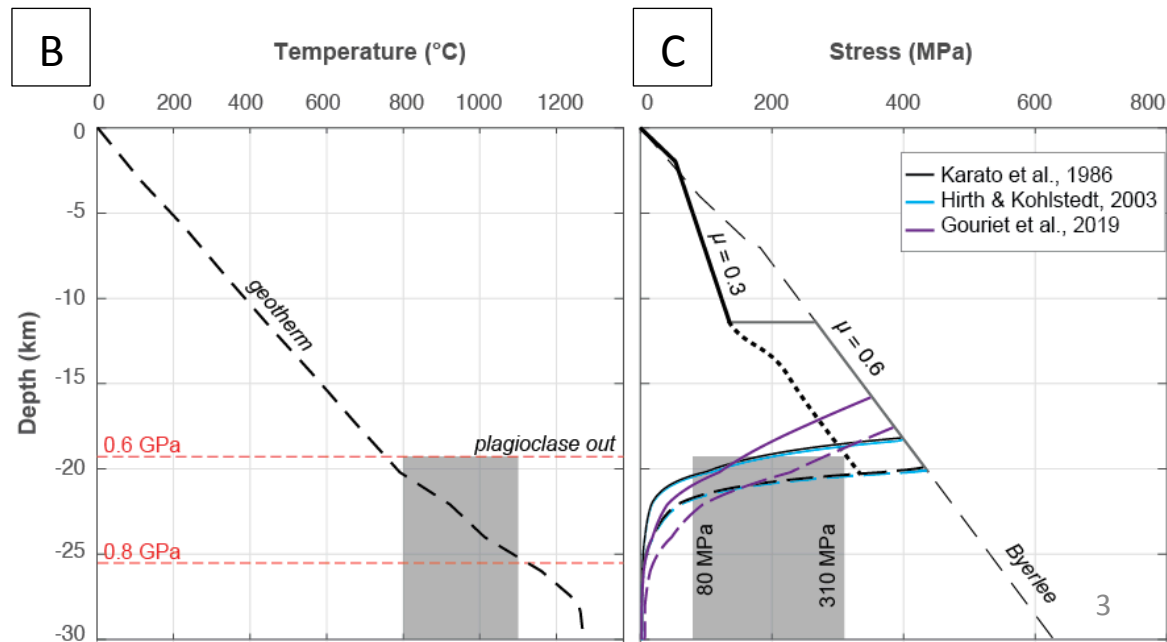 B
Temperature (°C)
0 200 400 600 800 1000 1200
Depth (km)
0
-5
-10
-15
-20
-25
-30
geotherm
0.6 GPa
plagioclase out
0.8 GPa
C
Stress (MPa)
0 200 400 600 800
Karato et al., 1986
Hirth & Kohlstedt, 2003
Gouriet et al., 2019
μ = 0.3
μ = 0.6
80 MPa
310 MPa
Byerlee
3